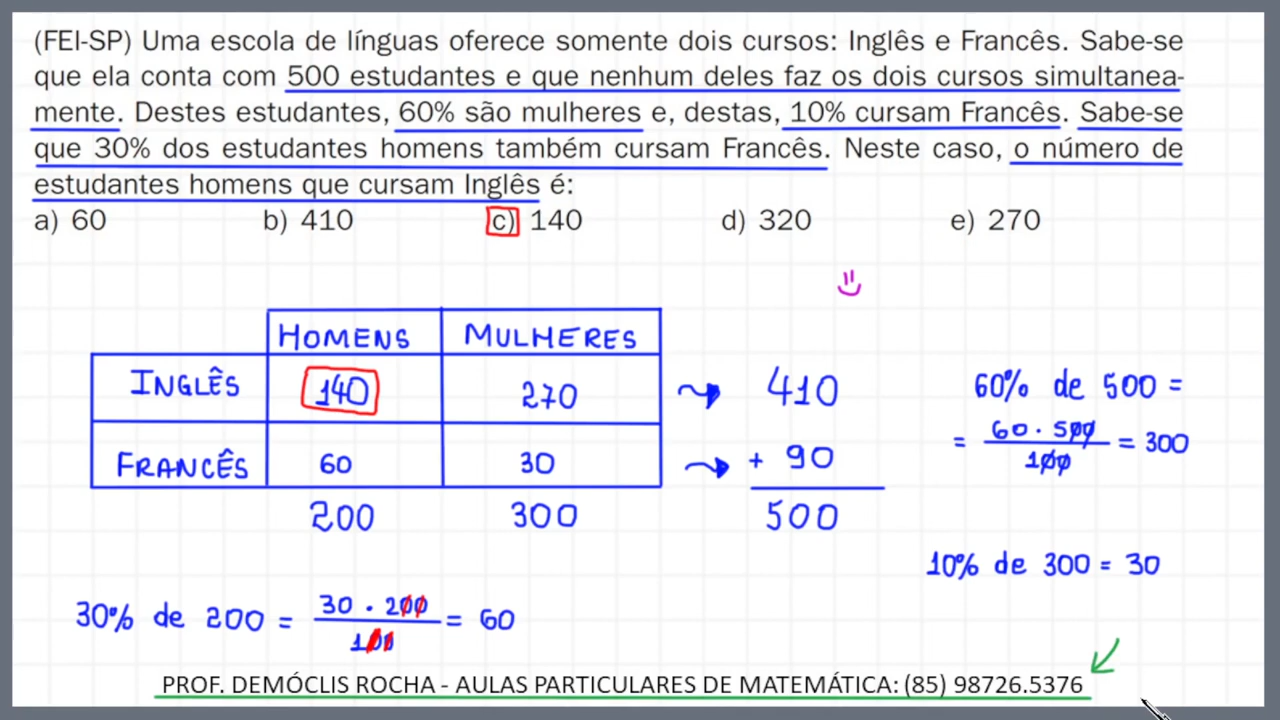 (FEI-SP) Uma escola de línguas oferece somente dois cursos: Inglês e Francês. Sabe-se
que ela conta com 500 estudantes e que nenhum deles faz os dois cursos simultanea-
mente. Destes estudantes, 60% são mulheres e, destas, 10% cursam Francês. Sabe-se
que 30% dos estudantes homens também cursam Francês. Neste caso, o número de
estudantes homens que cursam Inglês é:
a) 60 b) 410 c) 140 d) 320 e) 270
HOMENS MULHERES
INGLÊS 140 270 410
FRANCÊS 60 30 + 90
200 300 500
60% de 500 =
= 60 . 500 / 100 = 300
10% de 300 = 30
30% de 200 = 30 . 200 / 100 = 60
PROF. DEMÓCLIS ROCHA - AULAS PARTICULARES DE MATEMÁTICA: (85) 98726.5376